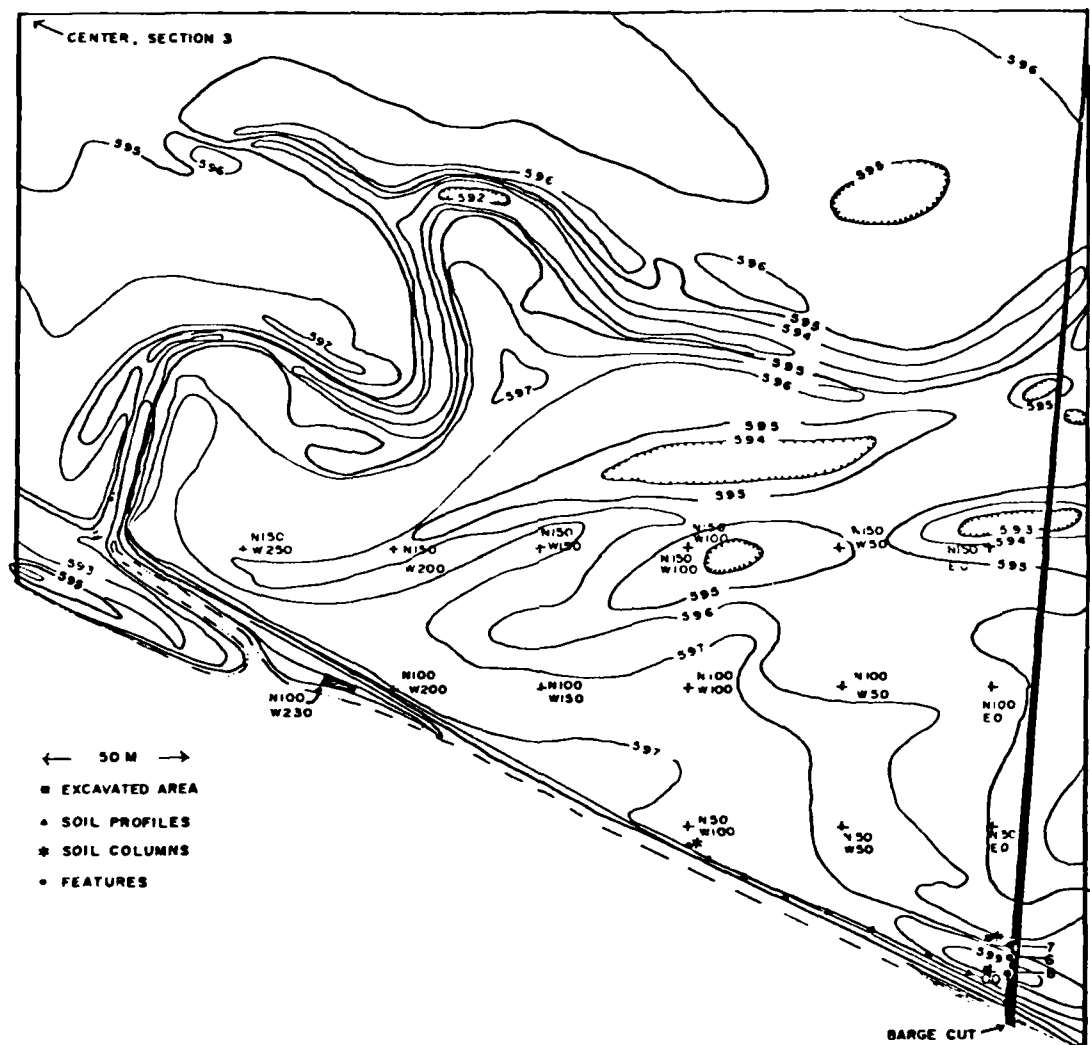 CENTER, SECTION 3
596
595
596
596
592
595
596
597
595
594
595
596
597
595
595
594
595
N150
W250
N150
W200
N150
W150
N150
W100
N150
W100
N150
W50
593
594
N150
E0
595
593
595
596
597
N100
W230
N100
W200
N100
W150
N100
W100
N100
W50
N100
E0
597
50 M
EXCAVATED AREA
SOIL PROFILES
SOIL COLUMNS
FEATURES
N50
W100
N50
W50
N50
E0
7
6
8
BARGE CUT